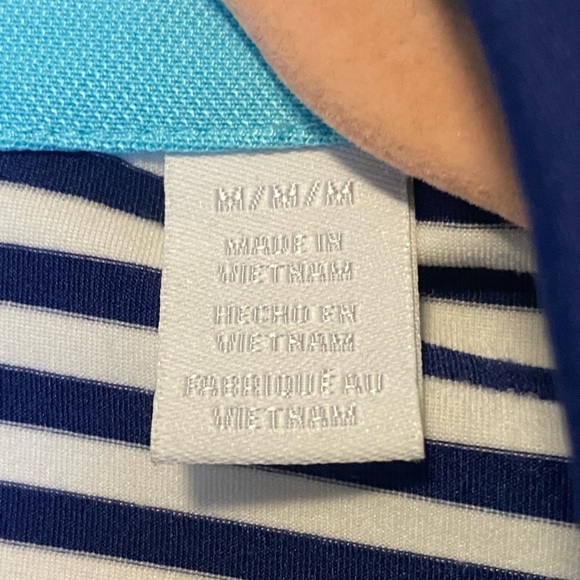 M/M/M
MADE IN
VIETNAM
HECHO EN
VIETNAM
FABRIQUÉ AU
VIETNAM